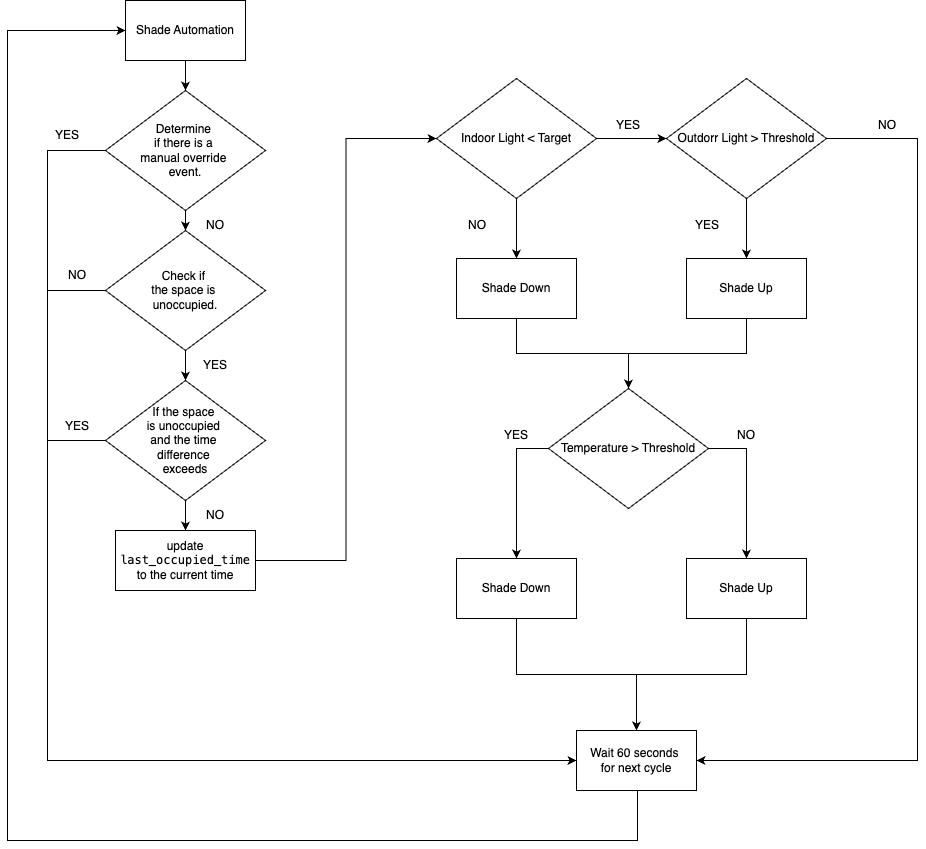 Shade Automation
Determine
if there is a
manual override
event.
YES
NO
Check if
the space is
unoccupied.
NO
YES
If the space
is unoccupied
and the time
difference
exceeds
YES
NO
update
last_occupied_time
to the current time
Indoor Light < Target
YES
Outdorr Light > Threshold
NO
NO
YES
Shade Down
Shade Up
Temperature > Threshold
YES
NO
Shade Down
Shade Up
Wait 60 seconds
for next cycle